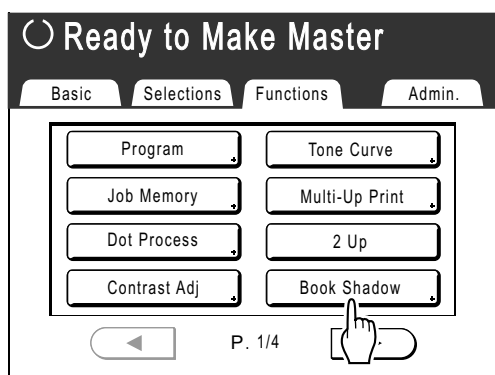 Ready to Make Master
Basic Selections Functions Admin.
Program Tone Curve
Job Memory Multi-Up Print
Dot Process 2 Up
Contrast Adj Book Shadow
P. 1/4